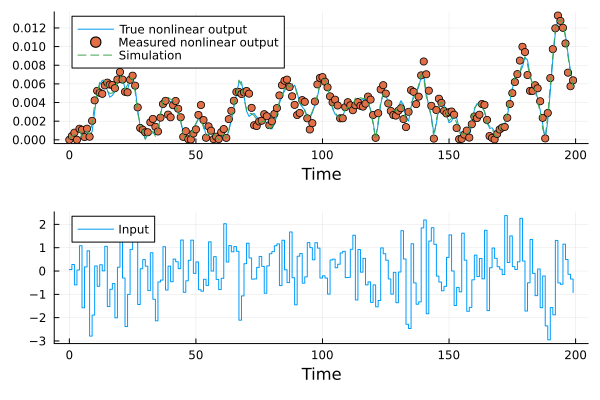 True nonlinear output
Measured nonlinear output
Simulation
0.012
0.010
0.008
0.006
0.004
0.002
0.000
0 50 100 150 200
Time
Input
2
1
0
−1
−2
−3
0 50 100 150 200
Time